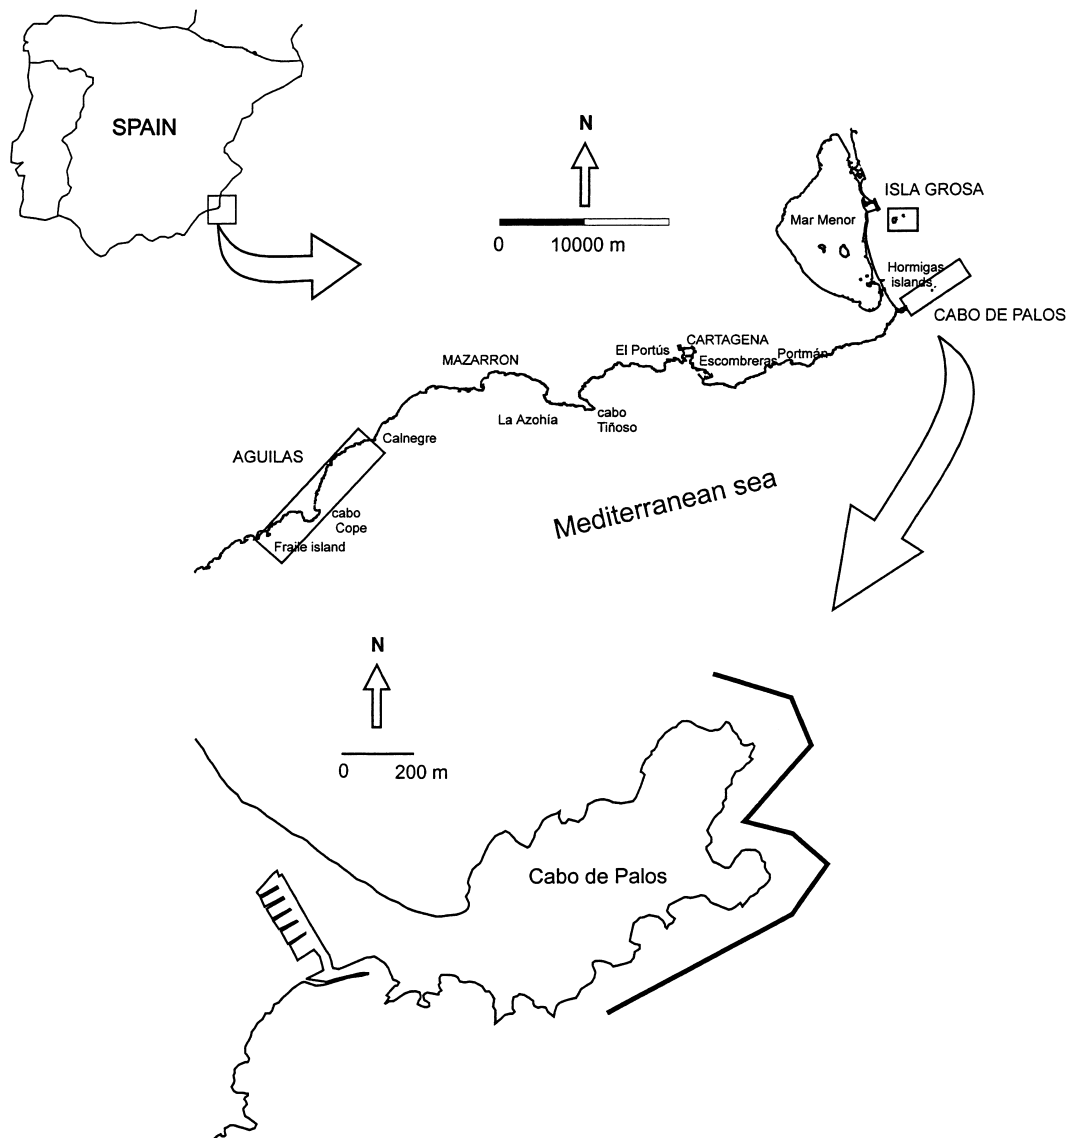 SPAIN
N
0 10000 m
ISLA GROSA
Mar Menor
Hormigas
islands
CABO DE PALOS
CARTAGENA
El Portús
Escombreras
Portmán
MAZARRON
La Azohía
cabo
Tiñoso
Calnegre
AGUILAS
cabo
Cope
Fraile island
Mediterranean sea
N
0 200 m
Cabo de Palos